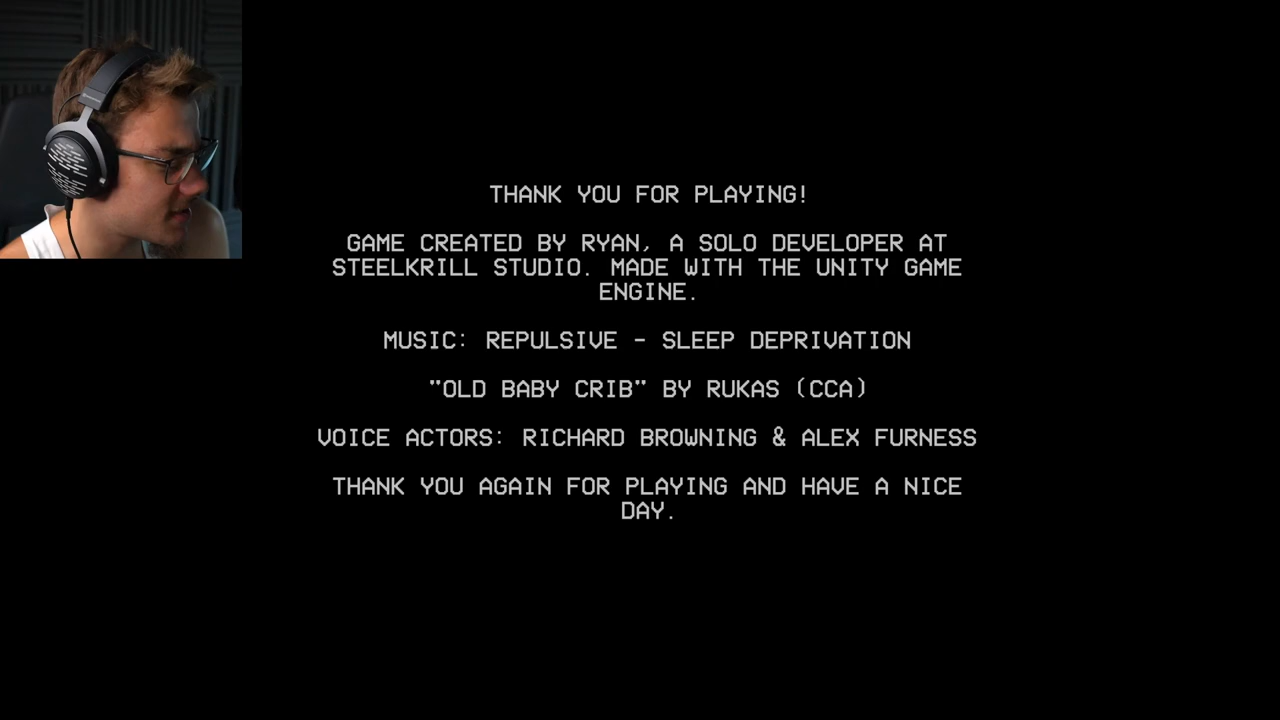 THANK YOU FOR PLAYING!
GAME CREATED BY RYAN, A SOLO DEVELOPER AT
STEELKRILL STUDIO. MADE WITH THE UNITY GAME
ENGINE.
MUSIC: REPULSIVE - SLEEP DEPRIVATION
"OLD BABY CRIB" BY RUKAS (CCA)
VOICE ACTORS: RICHARD BROWNING & ALEX FURNESS
THANK YOU AGAIN FOR PLAYING AND HAVE A NICE
DAY.